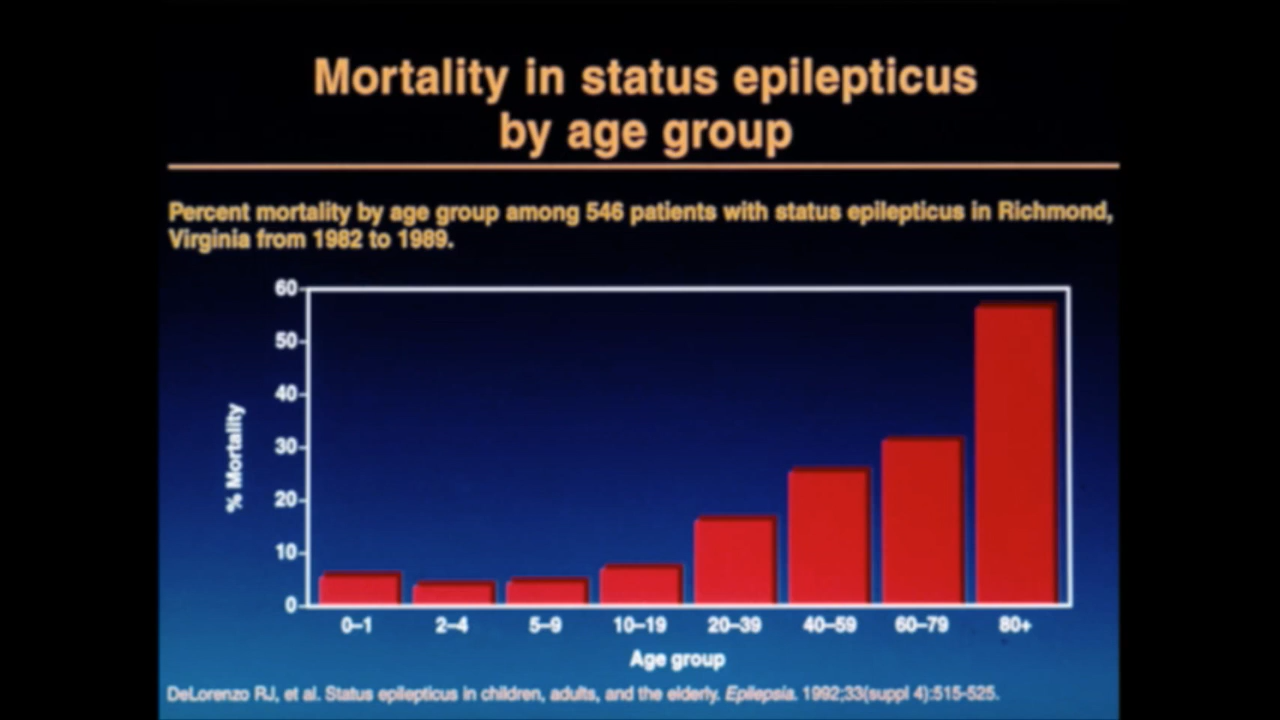 Mortality in status epilepticus
by age group
Percent mortality by age group among 546 patients with status epilepticus in Richmond,
Virginia from 1982 to 1989.
60
50
40
30
20
10
0
% Mortality
0–1 2–4 5–9 10–19 20–39 40–59 60–79 80+
Age group
DeLorenzo RJ, et al. Status epilepticus in children, adults, and the elderly. Epilepsia. 1992;33(suppl 4):515-525.